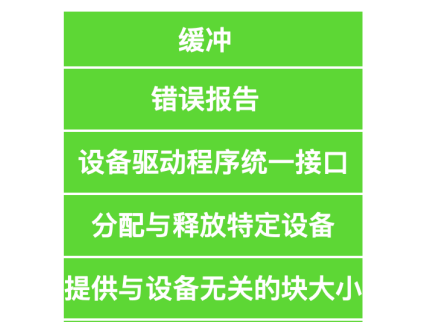 缓冲
错误报告
设备驱动程序统一接口
分配与释放特定设备
提供与设备无关的块大小